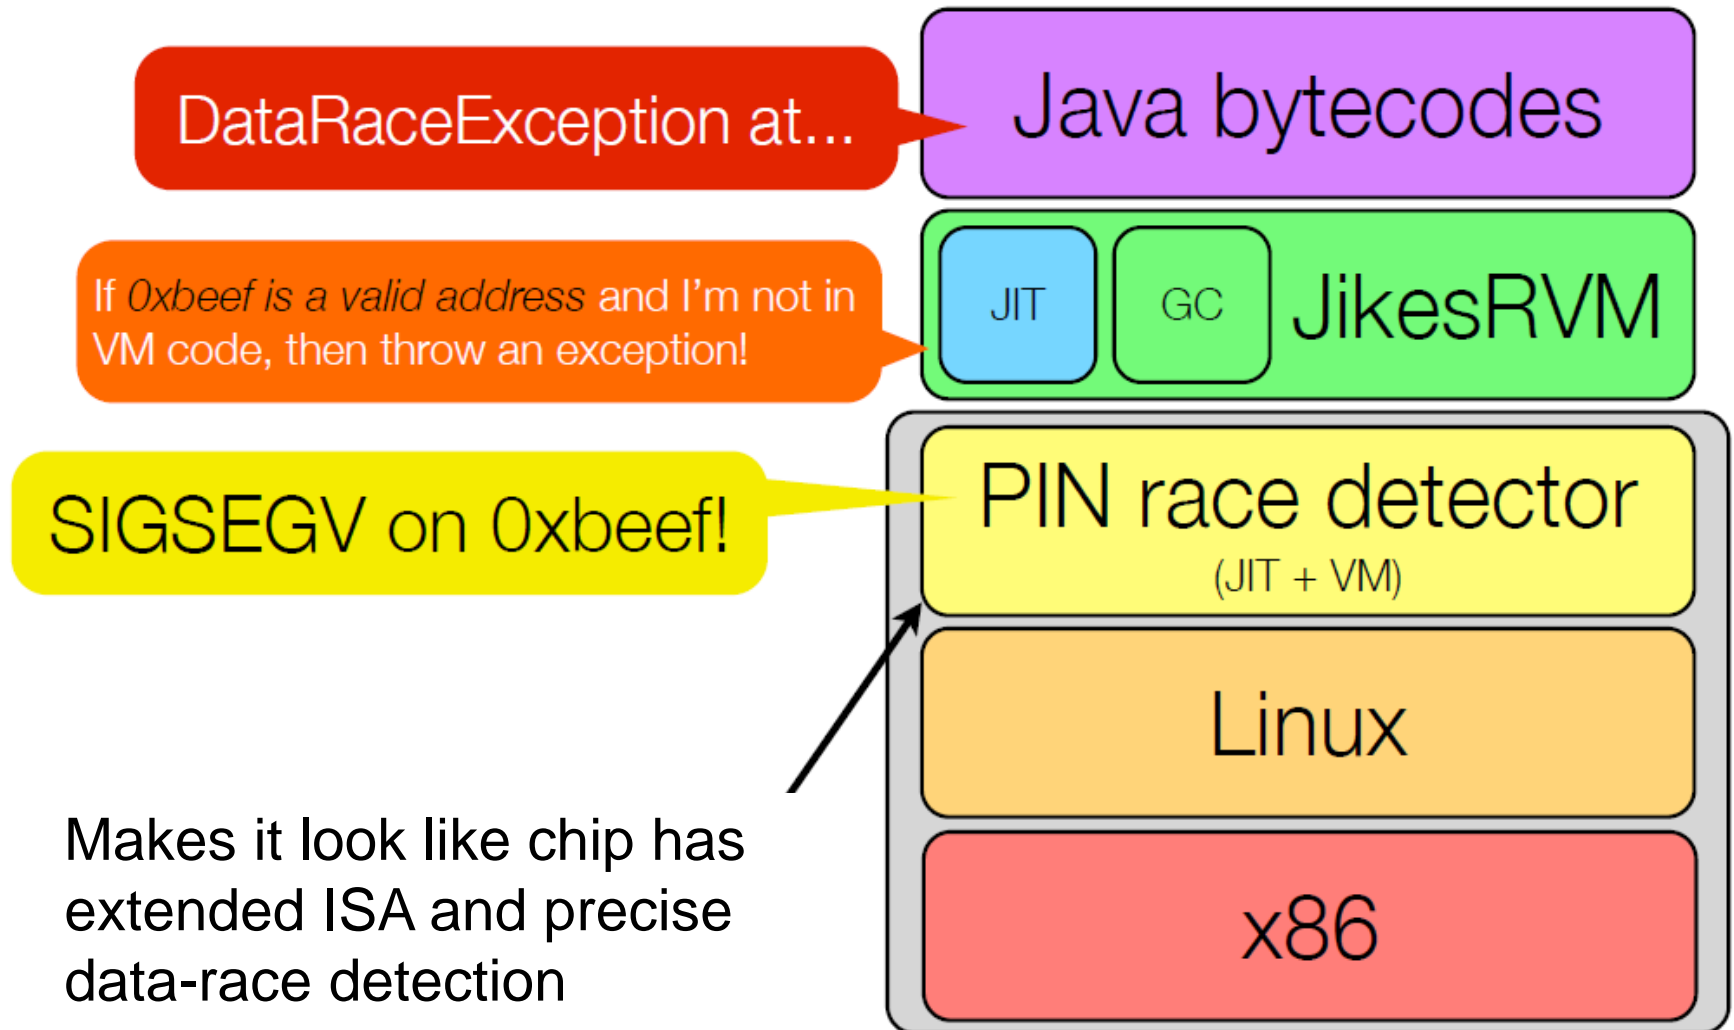 DataRaceException at...
Java bytecodes
If 0xbeef is a valid address and I'm not in
VM code, then throw an exception!
JIT
GC
JikesRVM
SIGSEGV on 0xbeef!
PIN race detector
(JIT + VM)
Linux
Makes it look like chip has
extended ISA and precise
data-race detection
x86